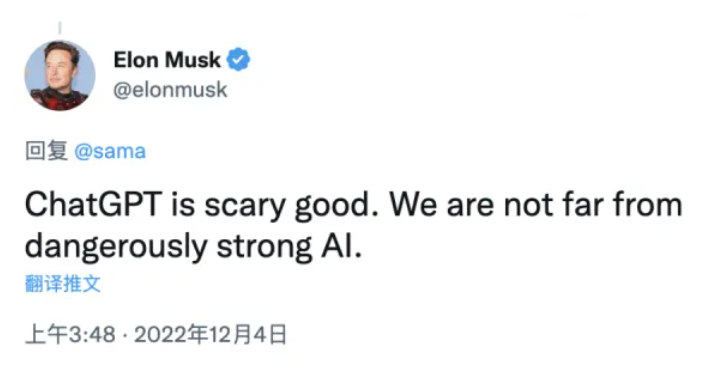 Elon Musk
@elonmusk
回复 @sama
ChatGPT is scary good. We are not far from
dangerously strong AI.
翻译推文
上午3:48 · 2022年12月4日